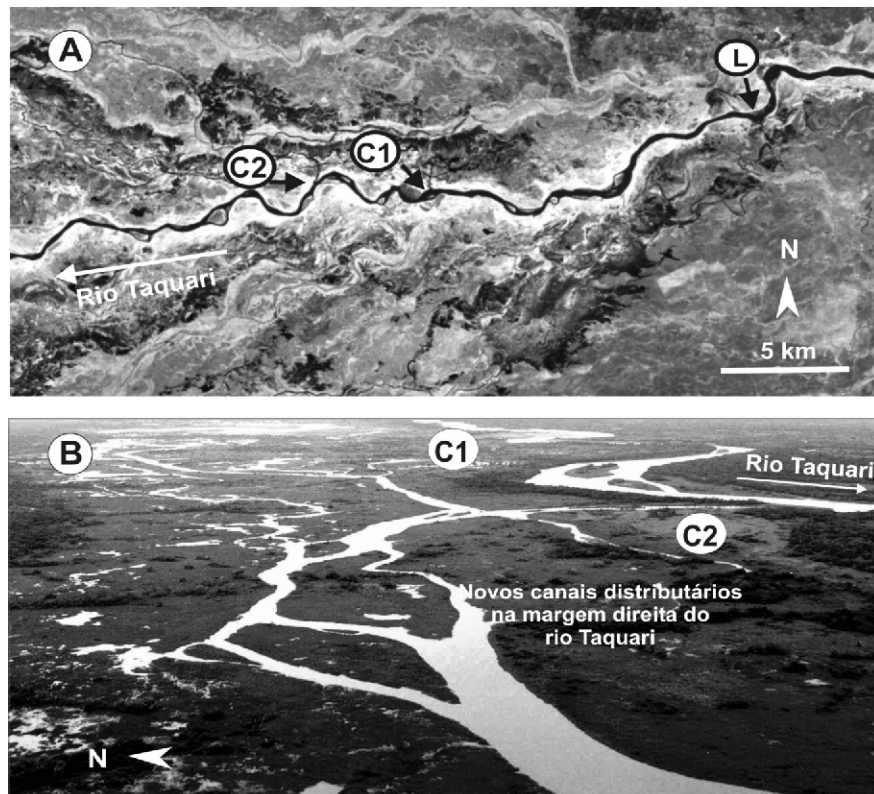 A
L
C1
C2
Rio Taquari
N
5 km
B
C1
Rio Taquari
C2
Novos canais distributários
na margem direita do
rio Taquari
N